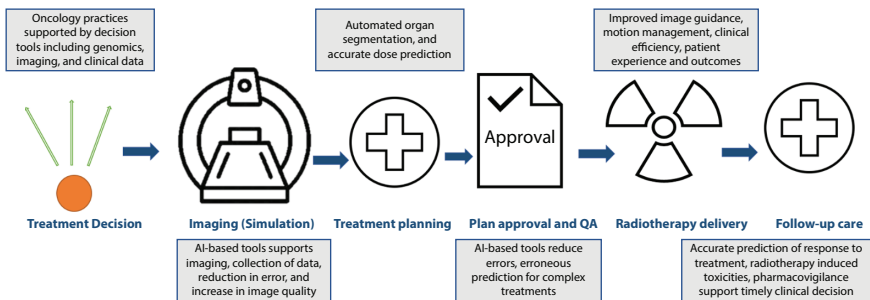 Oncology practices
supported by decision
tools including genomics,
imaging, and clinical data
Automated organ
segmentation, and
accurate dose prediction
Improved image guidance,
motion management, clinical
efficiency, patient
experience and outcomes
Approval
Treatment Decision
Imaging (Simulation)
Treatment planning
Plan approval and QA
Radiotherapy delivery
Follow-up care
AI-based tools supports
imaging, collection of data,
reduction in error, and
increase in image quality
AI-based tools reduce
errors, erroneous
prediction for complex
treatments
Accurate prediction of response to
treatment, radiotherapy induced
toxicities, pharmacovigilance
support timely clinical decision